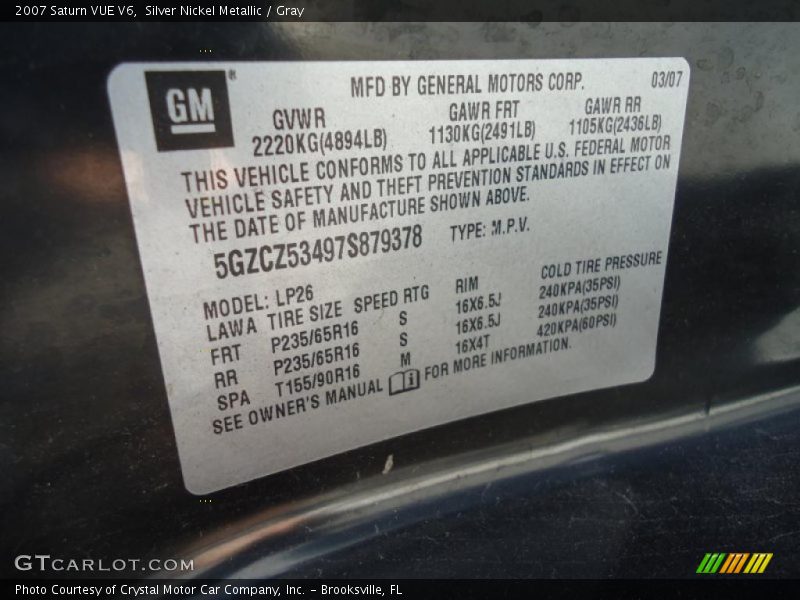 2007 Saturn VUE V6, Silver Nickel Metallic / Gray
GM®
MFD BY GENERAL MOTORS CORP. 03/07
GVWR GAWR FRT GAWR RR
2220KG(4894LB) 1130KG(2491LB) 1105KG(2436LB)
THIS VEHICLE CONFORMS TO ALL APPLICABLE U.S. FEDERAL MOTOR
VEHICLE SAFETY AND THEFT PREVENTION STANDARDS IN EFFECT ON
THE DATE OF MANUFACTURE SHOWN ABOVE.
5GZCZ53497S879378 TYPE: M.P.V.
MODEL: LP26
LAWA TIRE SIZE SPEED RTG RIM COLD TIRE PRESSURE
FRT P235/65R16 S 16X6.5J 240KPA(35PSI)
RR P235/65R16 S 16X6.5J 240KPA(35PSI)
SPA T155/90R16 M 16X4T 420KPA(60PSI)
SEE OWNER'S MANUAL FOR MORE INFORMATION.
GTCARLOT.COM
Photo Courtesy of Crystal Motor Car Company, Inc. – Brooksville, FL